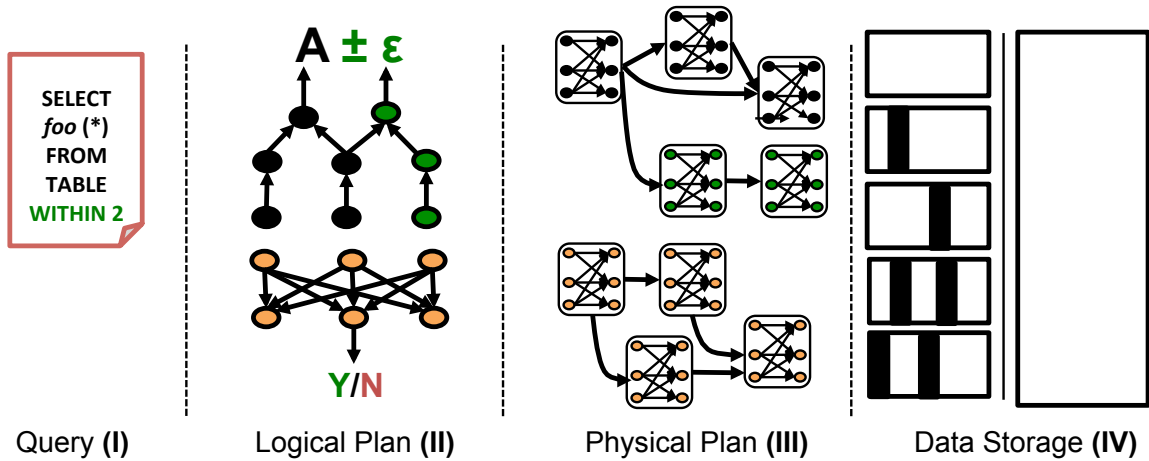 SELECT
foo (*)
FROM
TABLE
WITHIN 2
A ± ε
Y/N
Query (I)
Logical Plan (II)
Physical Plan (III)
Data Storage (IV)